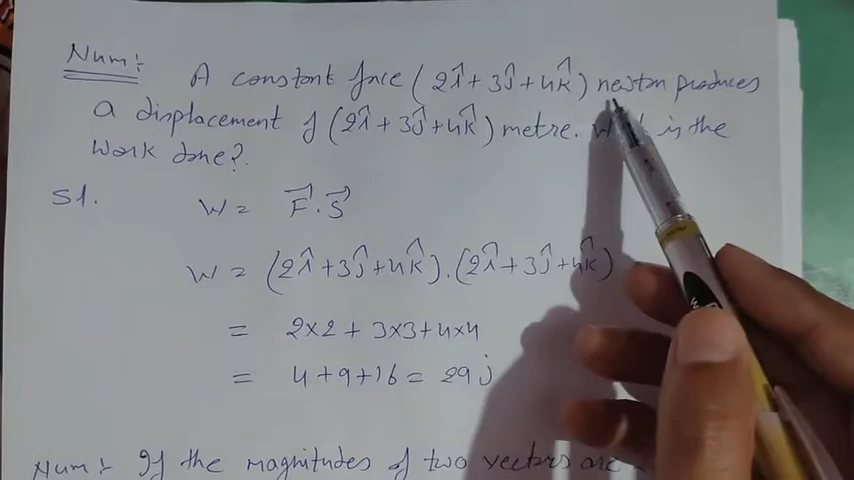 Num:
A constant force (2î + 3ĵ + 4k̂) newton produces
a displacement of (2î + 3ĵ + 4k̂) metre. is the
work done?
Sl.
W = F⃗ . S⃗
W = (2î + 3ĵ + 4k̂) . (2î + 3ĵ + 4k̂)
= 2×2 + 3×3 + 4×4
= 4 + 9 + 16 = 29 j
Num:- If the magnitudes of two vectors are